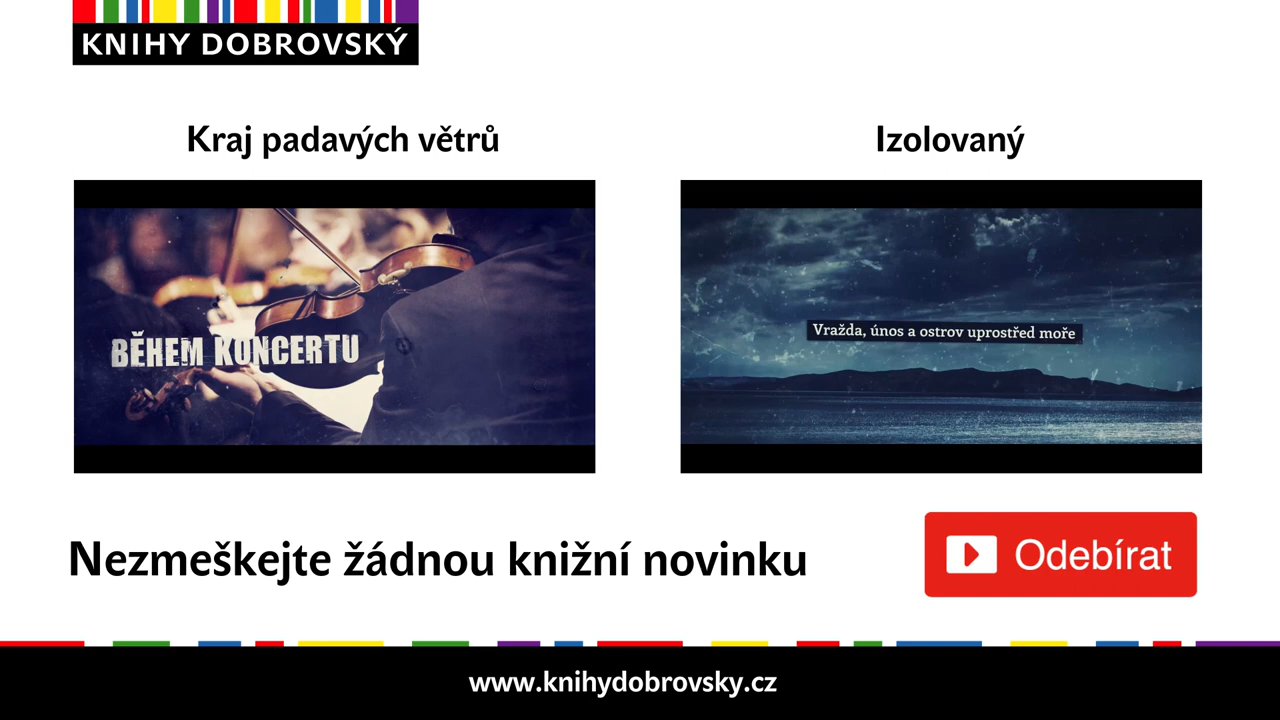 KNIHY DOBROVSKÝ
Kraj padavých větrů
Izolovaný
BĚHEM KONCERTU
Vražda, únos a ostrov uprostřed moře
Nezmeškejte žádnou knižní novinku
Odebírat
www.knihydobrovsky.cz